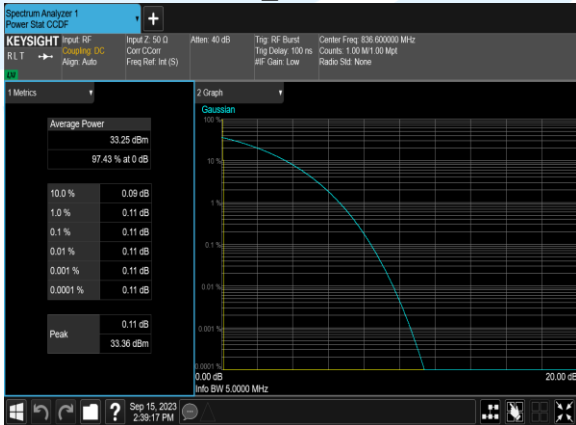 Spectrum Analyzer 1
Power Stat CCDF
+
KEYSIGHT
R L T
LXI
Input: RF
Coupling: DC
Align: Auto
Input Z: 50 Ω
Corr CCorr
Freq Ref: Int (S)
Atten: 40 dB
Trig: RF Burst
Trig Delay: 100 ns
#IF Gain: Low
Center Freq: 836.600000 MHz
Counts: 1.00 M/1.00 Mpt
Radio Std: None
1 Metrics
Average Power
33.25 dBm
97.43 % at 0 dB
10.0 % 0.09 dB
1.0 % 0.11 dB
0.1 % 0.11 dB
0.01 % 0.11 dB
0.001 % 0.11 dB
0.0001 % 0.11 dB
Peak
0.11 dB
33.36 dBm
2 Graph
Gaussian
100 %
10 %
1 %
0.1 %
0.01 %
0.001 %
0.0001 %
0.00 dB 20.00 dB
Info BW 5.0000 MHz
? Sep 15, 2023
2:39:17 PM